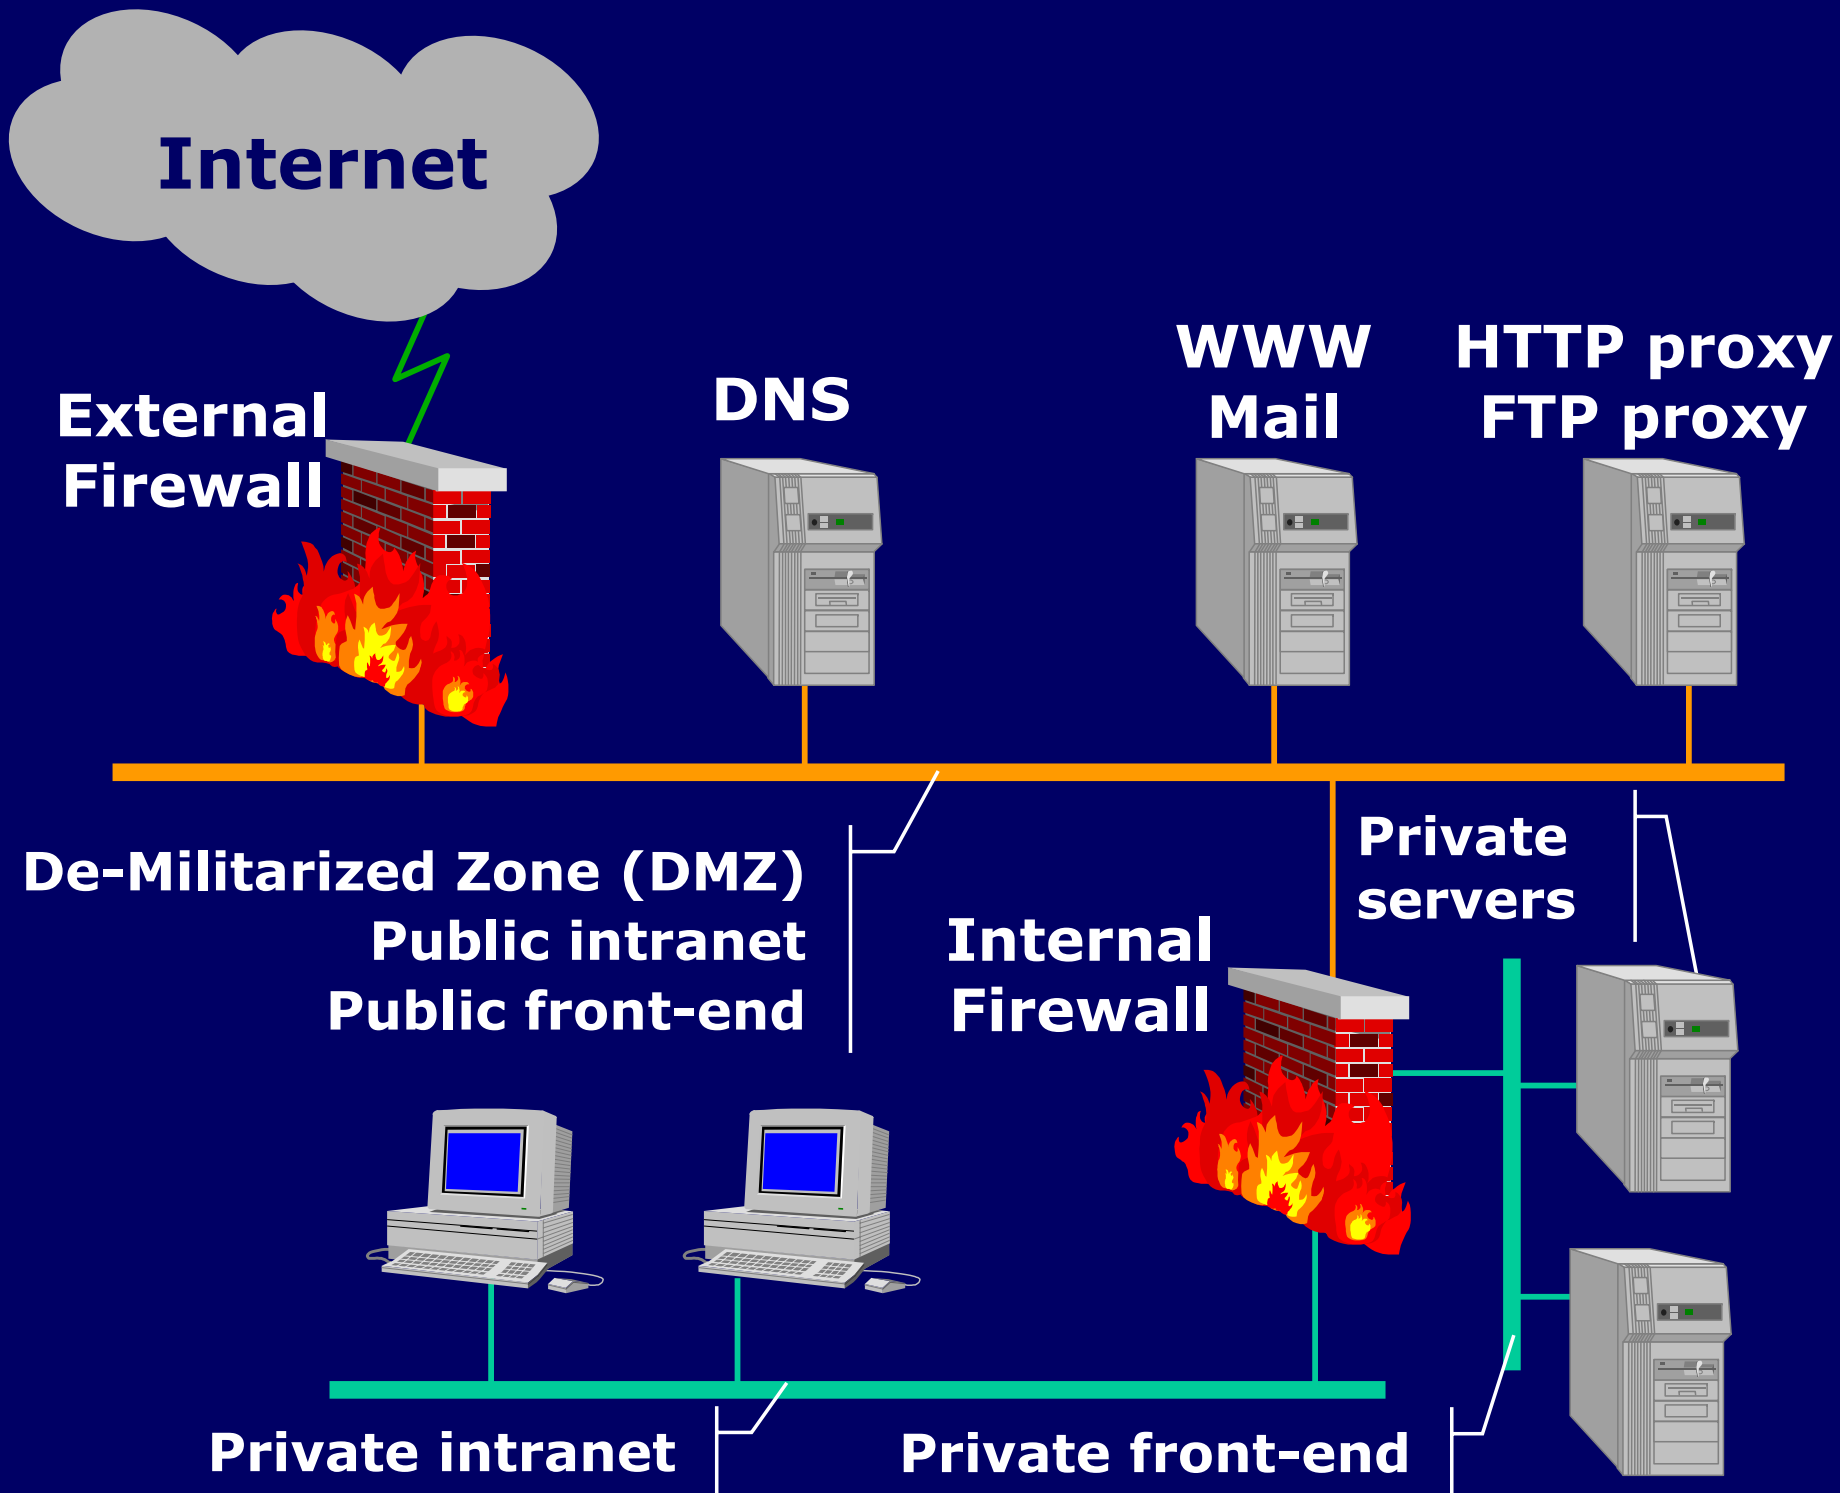 Internet
External
Firewall
DNS
WWW
Mail
HTTP proxy
FTP proxy
De-Militarized Zone (DMZ)
Public intranet
Public front-end
Private
servers
Internal
Firewall
Private intranet
Private front-end